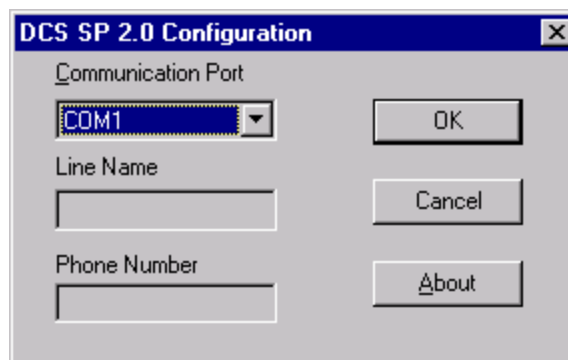 DCS SP 2.0 Configuration
Communication Port
COM1
OK
Line Name
Cancel
Phone Number
About